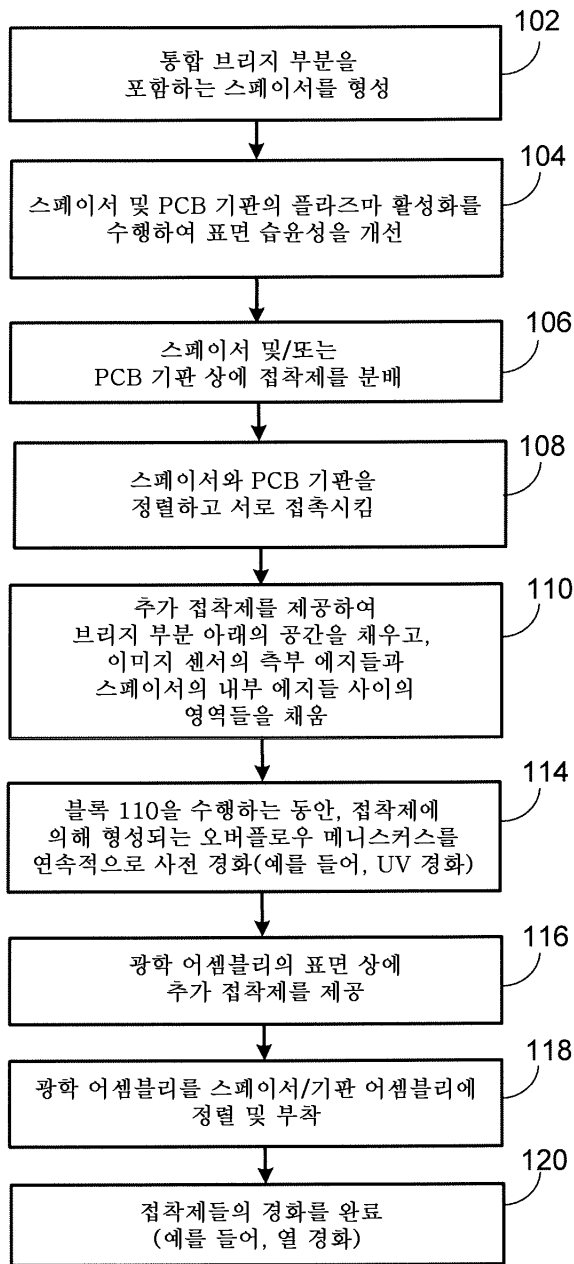 통합 브리지 부분을
포함하는 스페이서를 형성
102
스페이서 및 PCB 기판의 플라즈마 활성화를
수행하여 표면 습윤성을 개선
104
스페이서 및/또는
PCB 기판 상에 접착제를 분배
106
스페이서와 PCB 기판을
정렬하고 서로 접촉시킴
108
추가 접착제를 제공하여
브리지 부분 아래의 공간을 채우고,
이미지 센서의 측부 에지들과
스페이서의 내부 에지들 사이의
영역들을 채움
110
블록 110을 수행하는 동안, 접착제에
의해 형성되는 오버플로우 메니스커스를
연속적으로 사전 경화(예를 들어, UV 경화)
114
광학 어셈블리의 표면 상에
추가 접착제를 제공
116
광학 어셈블리를 스페이서/기판 어셈블리에
정렬 및 부착
118
접착제들의 경화를 완료
(예를 들어, 열 경화)
120